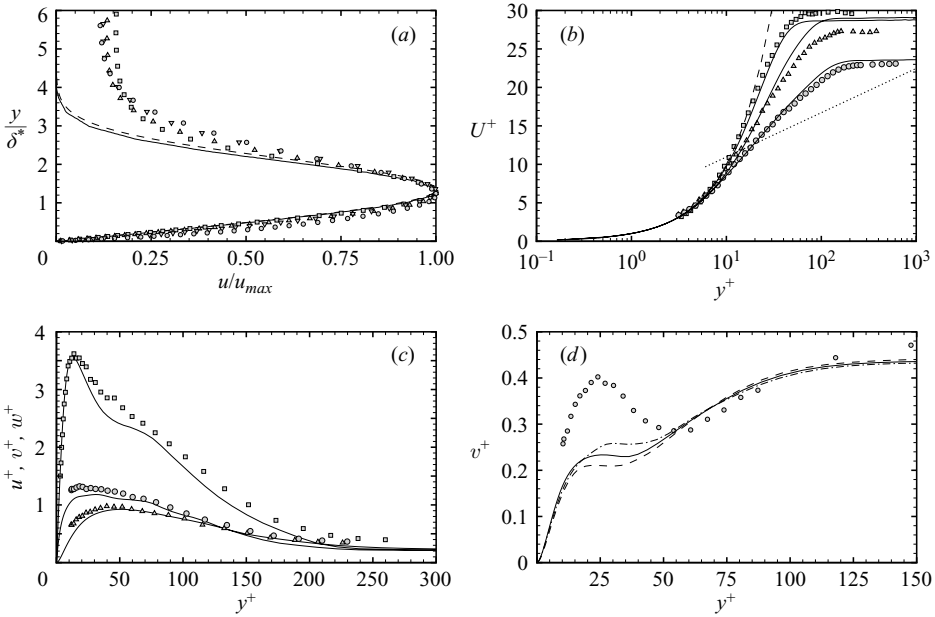 6
5
4
3
2
1
0
y/δ*
(a)
0.25 0.50 0.75 1.00
u/u_max
30
25
20
15
10
5
0
U⁺
(b)
10⁻¹ 10⁰ 10¹ 10² 10³
y⁺
4
3
2
1
0
u⁺, v⁺, w⁺
(c)
50 100 150 200 250 300
y⁺
0.5
0.4
0.3
0.2
0.1
0
v⁺
(d)
25 50 75 100 125 150
y⁺